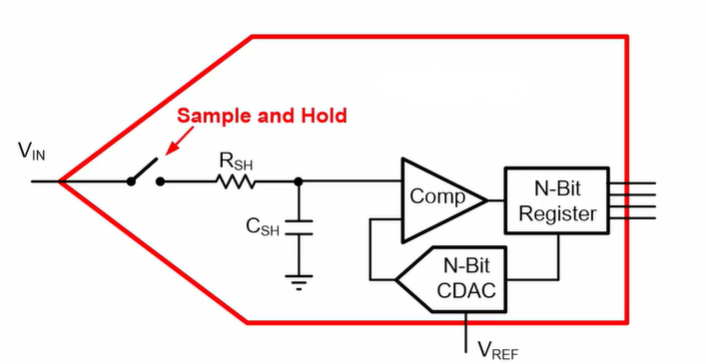 Sample and Hold
VIN
RSH
CSH
Comp
N-Bit
Register
N-Bit
CDAC
VREF